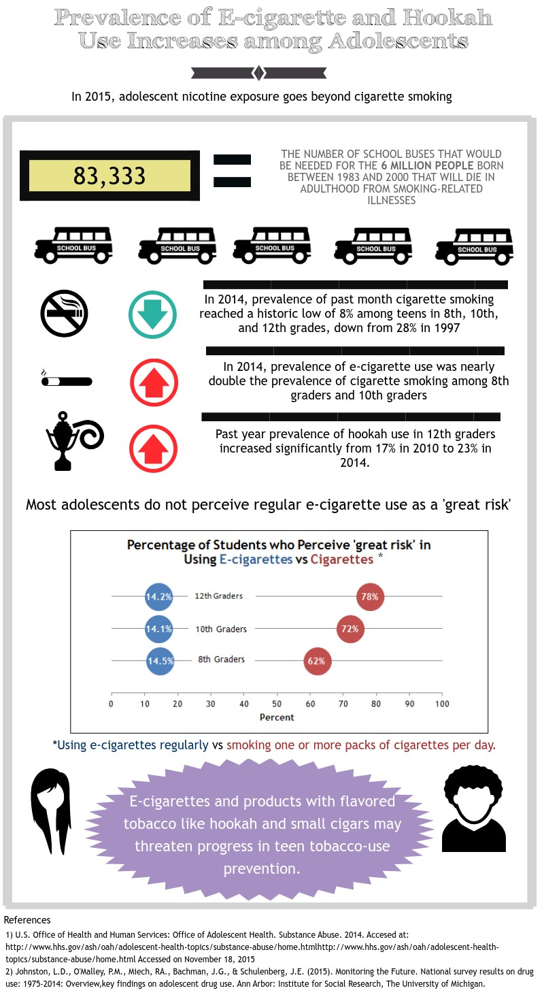 Prevalence of E-cigarette and Hookah
Use Increases among Adolescents
In 2015, adolescent nicotine exposure goes beyond cigarette smoking
83,333
THE NUMBER OF SCHOOL BUSES THAT WOULD
BE NEEDED FOR THE 6 MILLION PEOPLE BORN
BETWEEN 1983 AND 2000 THAT WILL DIE IN
ADULTHOOD FROM SMOKING-RELATED
ILLNESSES
SCHOOL BUS
SCHOOL BUS
SCHOOL BUS
SCHOOL BUS
SCHOOL BUS
In 2014, prevalence of past month cigarette smoking
reached a historic low of 8% among teens in 8th, 10th,
and 12th grades, down from 28% in 1997
In 2014, prevalence of e-cigarette use was nearly
double the prevalence of cigarette smoking among 8th
graders and 10th graders
Past year prevalence of hookah use in 12th graders
increased significantly from 17% in 2010 to 23% in
2014.
Most adolescents do not perceive regular e-cigarette use as a 'great risk'
Percentage of Students who Perceive 'great risk' in
Using E-cigarettes vs Cigarettes *
14.2% 12th Graders 78%
14.1% 10th Graders 72%
14.5% 8th Graders 62%
0 10 20 30 40 50 60 70 80 90 100
Percent
*Using e-cigarettes regularly vs smoking one or more packs of cigarettes per day.
E-cigarettes and products with flavored
tobacco like hookah and small cigars may
threaten progress in teen tobacco-use
prevention.
References
1) U.S. Office of Health and Human Services: Office of Adolescent Health. Substance Abuse. 2014. Accesed at:
http://www.hhs.gov/ash/oah/adolescent-health-topics/substance-abuse/home.htmlhttp://www.hhs.gov/ash/oah/adolescent-health-
topics/substance-abuse/home.html Accessed on November 18, 2015
2) Johnston, L.D., O'Malley, P.M., Miech, RA., Bachman, J.G., & Schulenberg, J.E. (2015). Monitoring the Future. National survey results on drug
use: 1975-2014: Overview,key findings on adolescent drug use. Ann Arbor: Institute for Social Research, The University of Michigan.